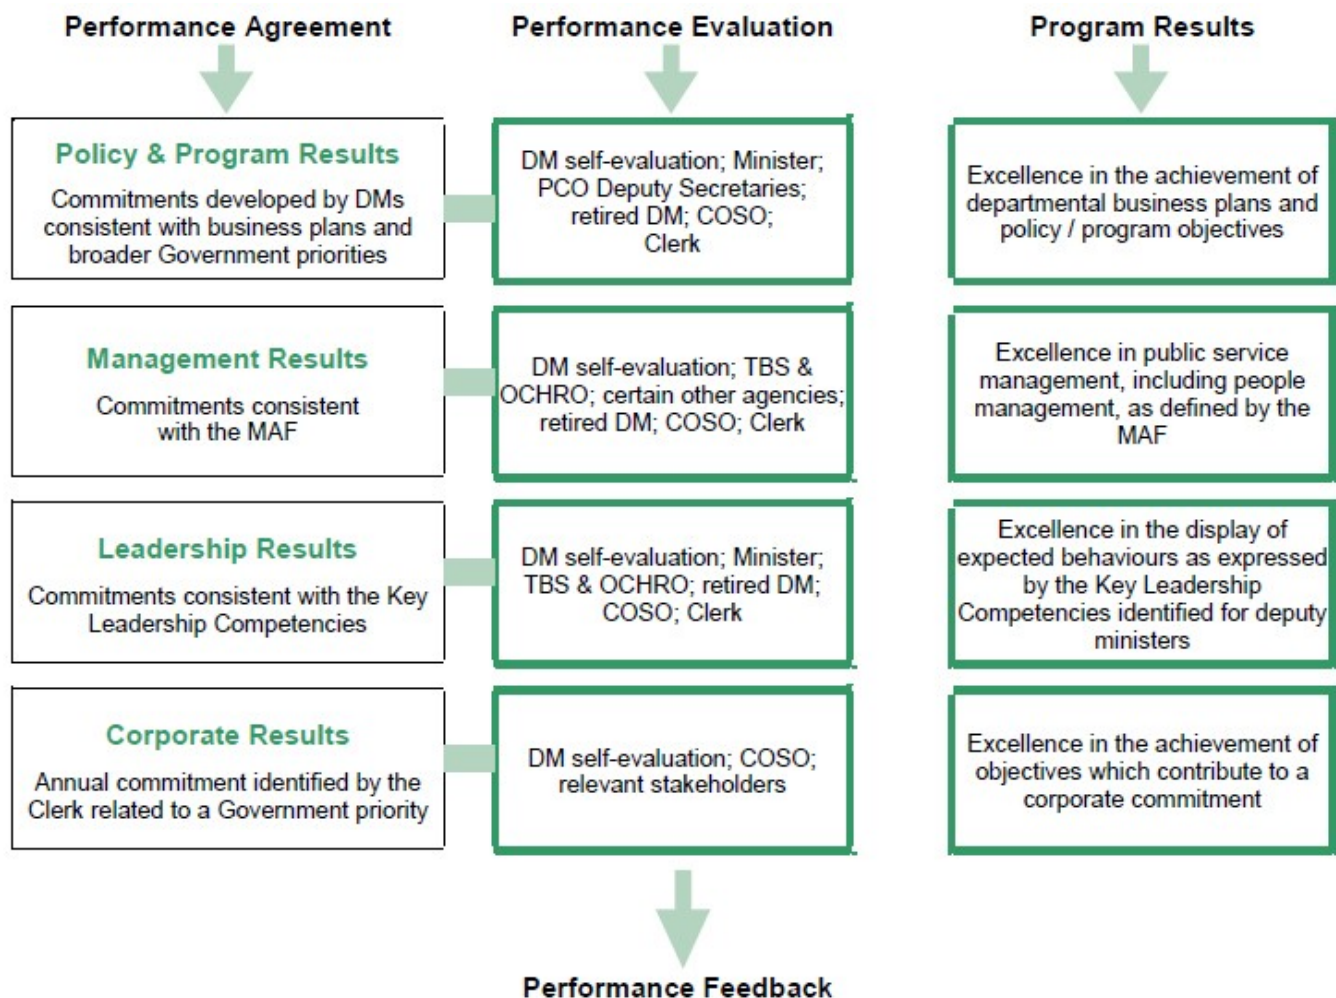 Performance Agreement
Performance Evaluation
Program Results
Policy & Program Results
Commitments developed by DMs
consistent with business plans and
broader Government priorities
DM self-evaluation; Minister;
PCO Deputy Secretaries;
retired DM; COSO;
Clerk
Excellence in the achievement of
departmental business plans and
policy / program objectives
Management Results
Commitments consistent
with the MAF
DM self-evaluation; TBS &
OCHRO; certain other agencies;
retired DM; COSO; Clerk
Excellence in public service
management, including people
management, as defined by the
MAF
Leadership Results
Commitments consistent with the Key
Leadership Competencies
DM self-evaluation; Minister;
TBS & OCHRO; retired DM;
COSO; Clerk
Excellence in the display of
expected behaviours as expressed
by the Key Leadership
Competencies identified for deputy
ministers
Corporate Results
Annual commitment identified by the
Clerk related to a Government priority
DM self-evaluation; COSO;
relevant stakeholders
Excellence in the achievement of
objectives which contribute to a
corporate commitment
Performance Feedback